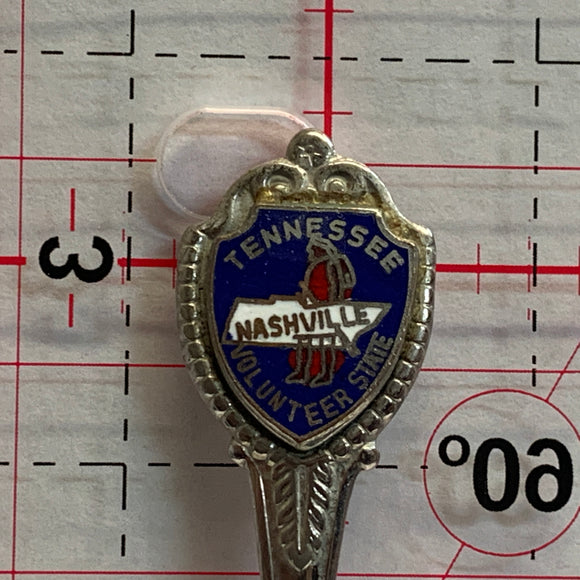 TENNESSEE
NASHVILLE
VOLUNTEER STATE
3
60°